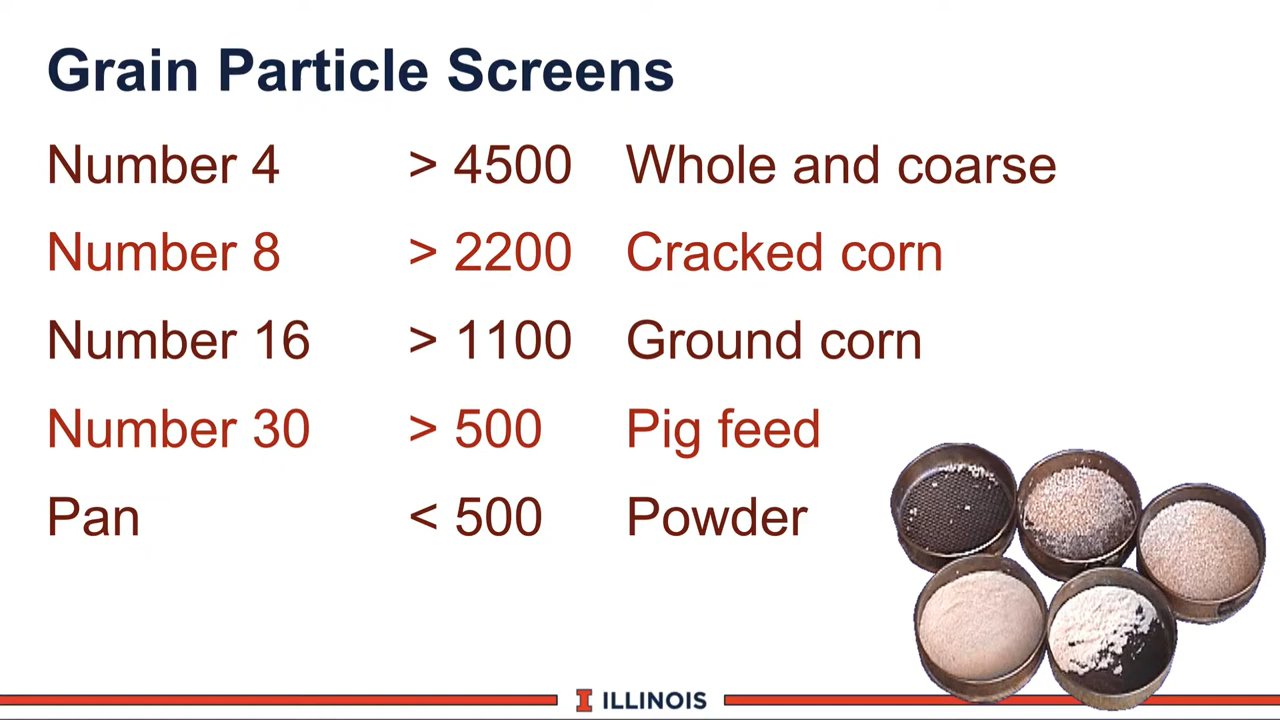 Grain Particle Screens
Number 4 > 4500 Whole and coarse
Number 8 > 2200 Cracked corn
Number 16 > 1100 Ground corn
Number 30 > 500 Pig feed
Pan < 500 Powder
I ILLINOIS